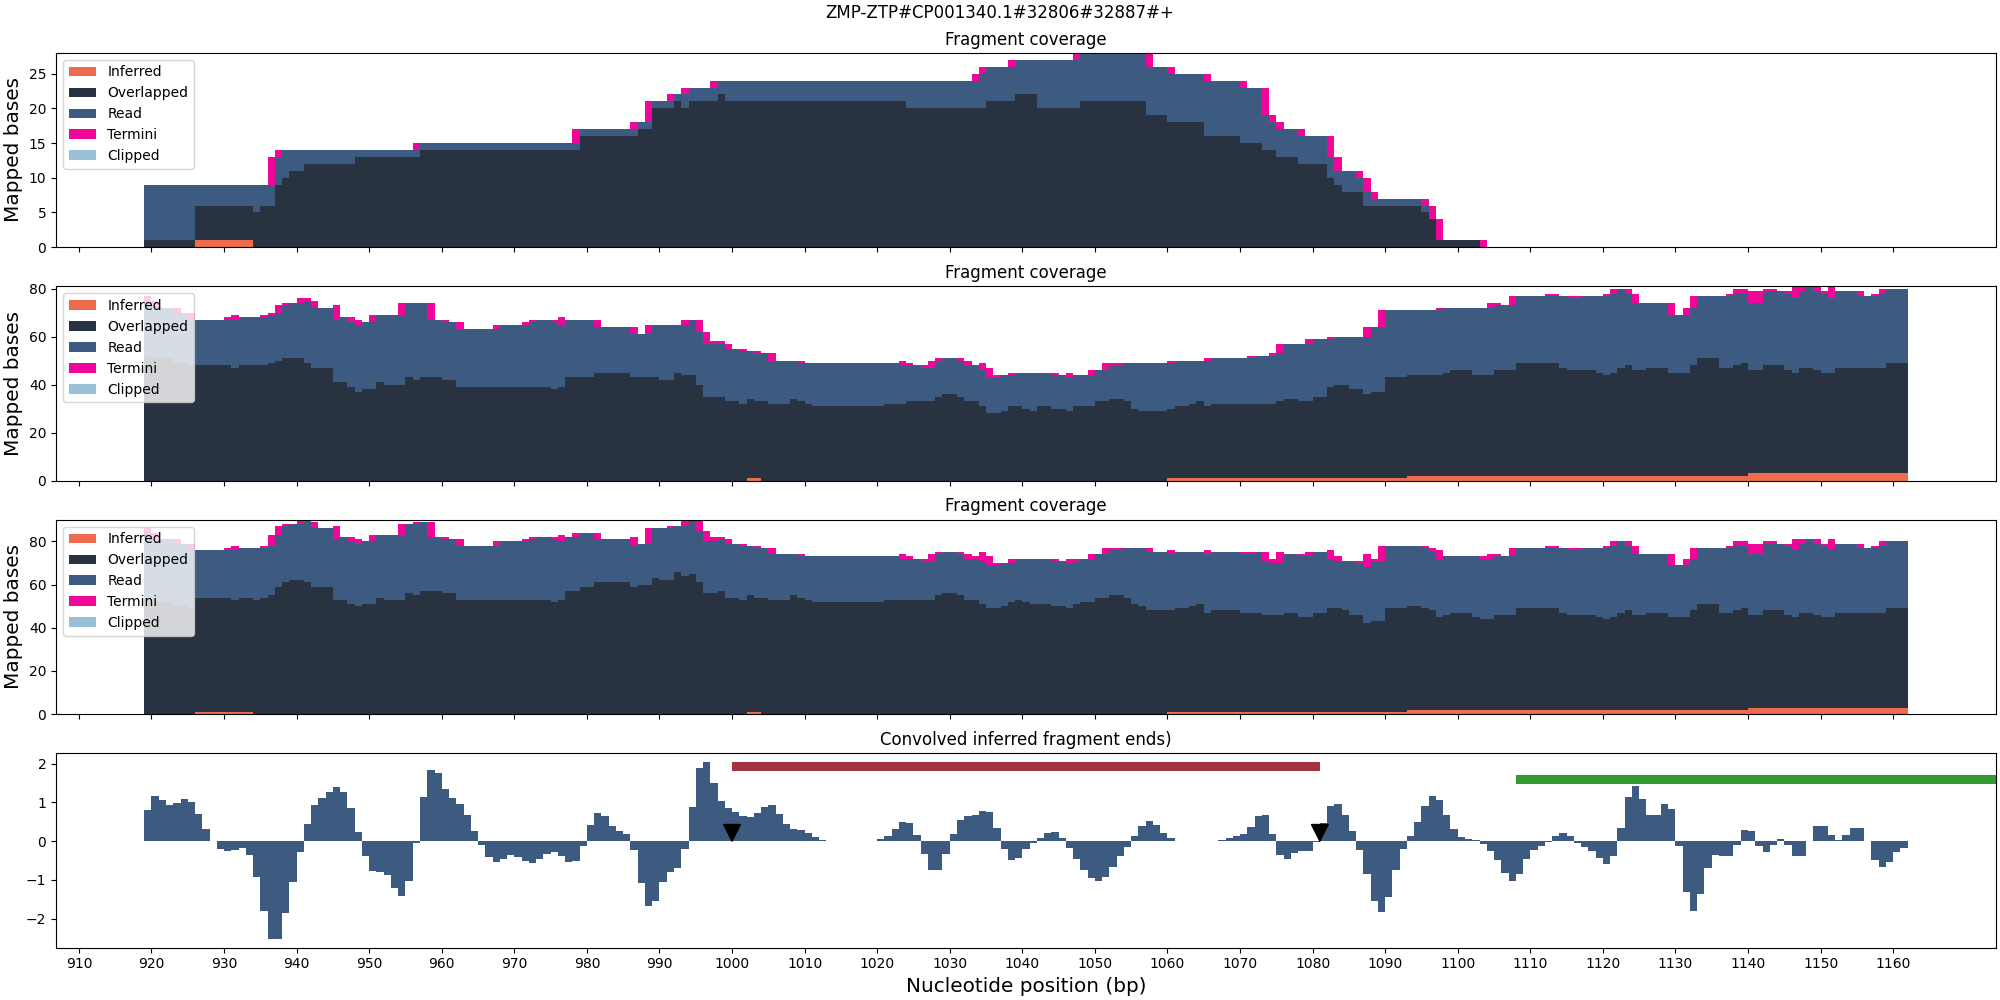 ZMP-ZTP#CP001340.1#32806#32887#+
Fragment coverage
Mapped bases
25
20
15
10
5
0
Inferred
Overlapped
Read
Termini
Clipped
Fragment coverage
Mapped bases
80
60
40
20
0
Inferred
Overlapped
Read
Termini
Clipped
Fragment coverage
Mapped bases
80
60
40
20
0
Inferred
Overlapped
Read
Termini
Clipped
Convolved inferred fragment ends)
2
1
0
−1
−2
910 920 930 940 950 960 970 980 990 1000 1010 1020 1030 1040 1050 1060 1070 1080 1090 1100 1110 1120 1130 1140 1150 1160
Nucleotide position (bp)